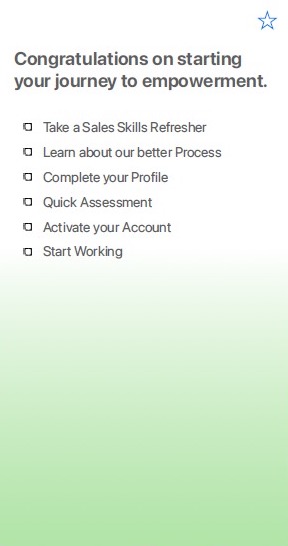 Congratulations on starting
your journey to empowerment.
Take a Sales Skills Refresher
Learn about our better Process
Complete your Profile
Quick Assessment
Activate your Account
Start Working